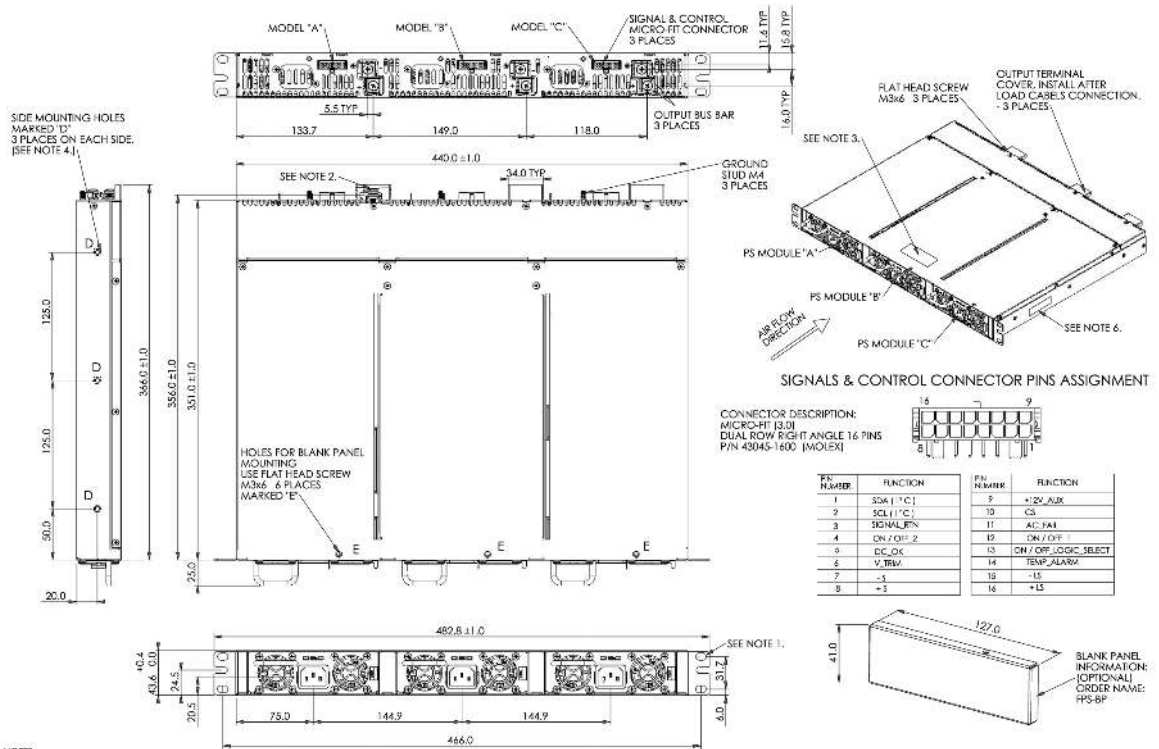 MODEL "A"
MODEL "B"
MODEL "C"
SIGNAL & CONTROL
MICRO-FIT CONNECTOR
3 PLACES
11.6 TYP
15.8 TYP
16.0 TYP
5.5 TYP
OUTPUT BUS BAR
3 PLACES
133.7
149.0
118.0
SIDE MOUNTING HOLES
MARKED "D"
3 PLACES ON EACH SIDE.
[SEE NOTE 4.]
440.0 ±1.0
SEE NOTE 2.
34.0 TYP
GROUND
STUD M4
3 PLACES
D
D
D
125.0
125.0
50.0
20.0
366.0 ±1.0
356.0 ±1.0
351.0 ±1.0
25.0
HOLES FOR BLANK PANEL
MOUNTING
USE FLAT HEAD SCREW
M3x6 6 PLACES
MARKED "E"
E
E
E
FLAT HEAD SCREW
M3x6 3 PLACES
OUTPUT TERMINAL
COVER, INSTALL AFTER
LOAD CABELS CONNECTION.
- 3 PLACES
SEE NOTE 3.
PS MODULE "A"
PS MODULE "B"
PS MODULE "C"
AIR FLOW
DIRECTION
SEE NOTE 6.
SIGNALS & CONTROL CONNECTOR PINS ASSIGNMENT
CONNECTOR DESCRIPTION:
MICRO-FIT (3.0)
DUAL ROW RIGHT ANGLE 16 PINS
P/N 43045-1600 (MOLEX)
16
9
8
1
PIN NUMBER FUNCTION
1 SDA (I²C)
2 SCL (I²C)
3 SIGNAL_RTN
4 ON / OFF_2
5 DC_OK
6 V_TRIM
7 -S
8 +S
PIN NUMBER FUNCTION
9 +12V_AUX
10 CS
11 AC_FAIL
12 ON / OFF_1
13 ON / OFF_LOGIC_SELECT
14 TEMP_ALARM
15 -LS
16 +LS
482.8 ±1.0
SEE NOTE 1.
+0.4
0.0
43.6
24.5
20.5
31.7
6.0
75.0
144.9
144.9
466.0
127.0
41.0
BLANK PANEL
INFORMATION:
(OPTIONAL)
ORDER NAME:
FPS-BP